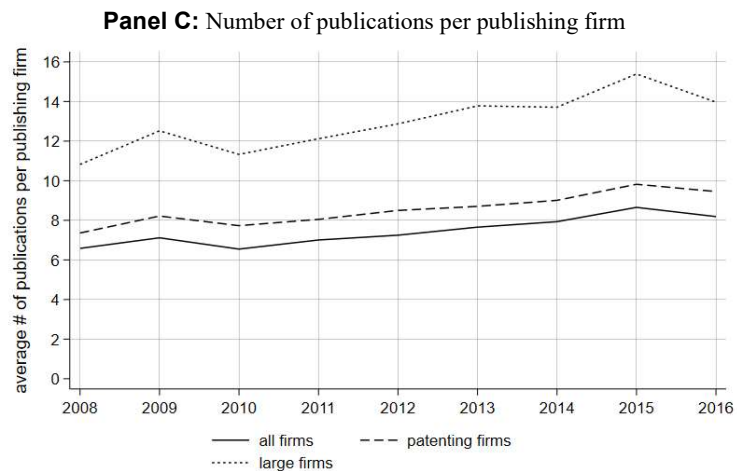 Panel C: Number of publications per publishing firm
average # of publications per publishing firm
16
14
12
10
8
6
4
2
0
2008 2009 2010 2011 2012 2013 2014 2015 2016
all firms patenting firms
large firms